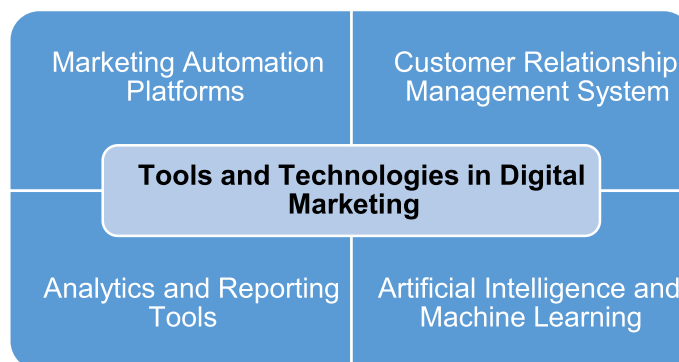 Marketing Automation
Platforms
Customer Relationship
Management System
Tools and Technologies in Digital
Marketing
Analytics and Reporting
Tools
Artificial Intelligence and
Machine Learning